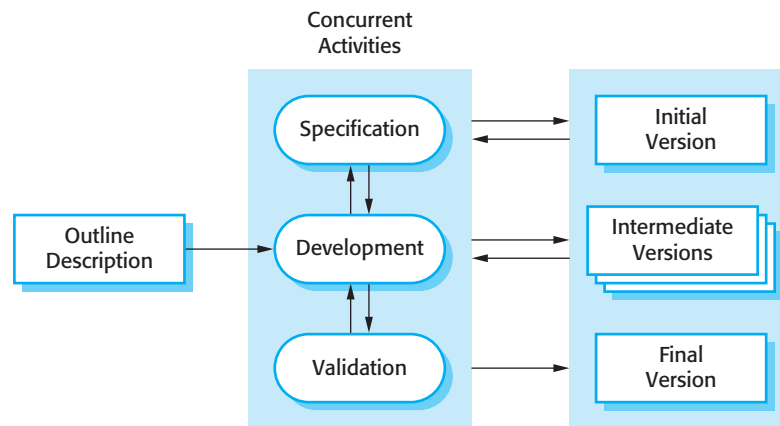 Concurrent
Activities
Specification
Initial
Version
Outline
Description
Development
Intermediate
Versions
Validation
Final
Version